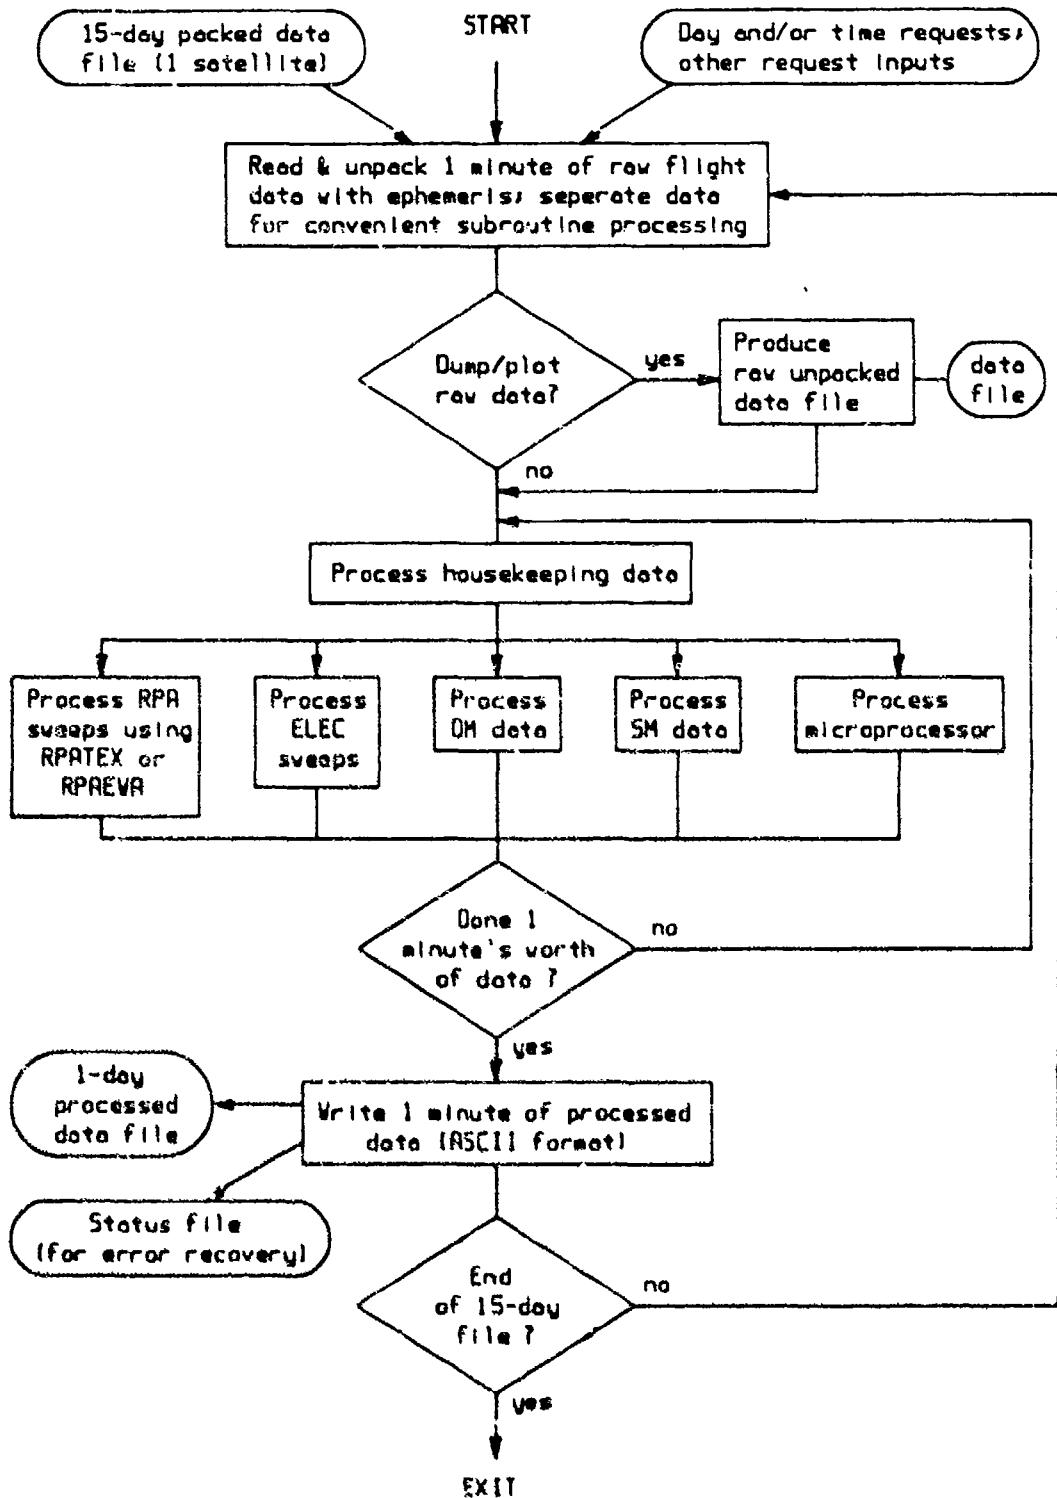 15-day packed data
file (1 satellite)
START
Day and/or time requests;
other request inputs
Read & unpack 1 minute of raw flight
data with ephemeris; seperate data
for convenient subroutine processing
Dump/plot
raw data?
yes
Produce
raw unpacked
data file
data
file
no
Process housekeeping data
Process RPA
sweeps using
RPATEX or
RPAEVA
Process
ELEC
sweeps
Process
DM data
Process
SM data
Process
microprocessor
Done 1
minute's worth
of data ?
no
yes
1-day
processed
data file
Write 1 minute of processed
data (ASCII format)
Status file
(for error recovery)
End
of 15-day
file ?
no
yes
EXIT